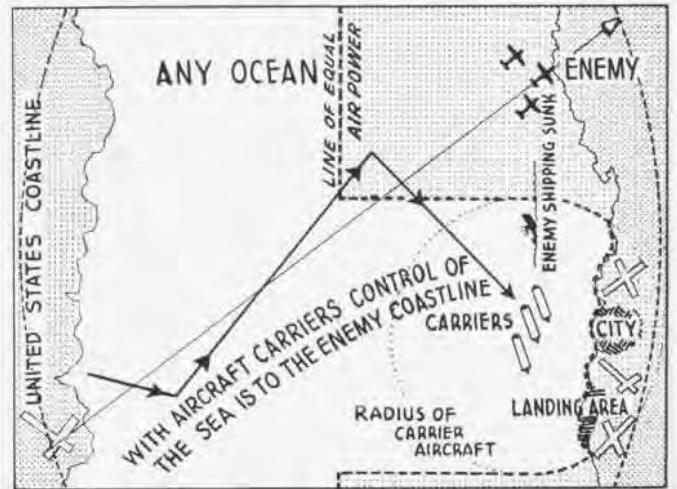 UNITED STATES COASTLINE
ANY OCEAN
LINE OF EQUAL
AIR POWER
ENEMY
ENEMY SHIPPING SUNK
WITH AIRCRAFT CARRIERS CONTROL OF
THE SEA IS TO THE ENEMY COASTLINE
CARRIERS
CITY
LANDING AREA
RADIUS OF
CARRIER
AIRCRAFT